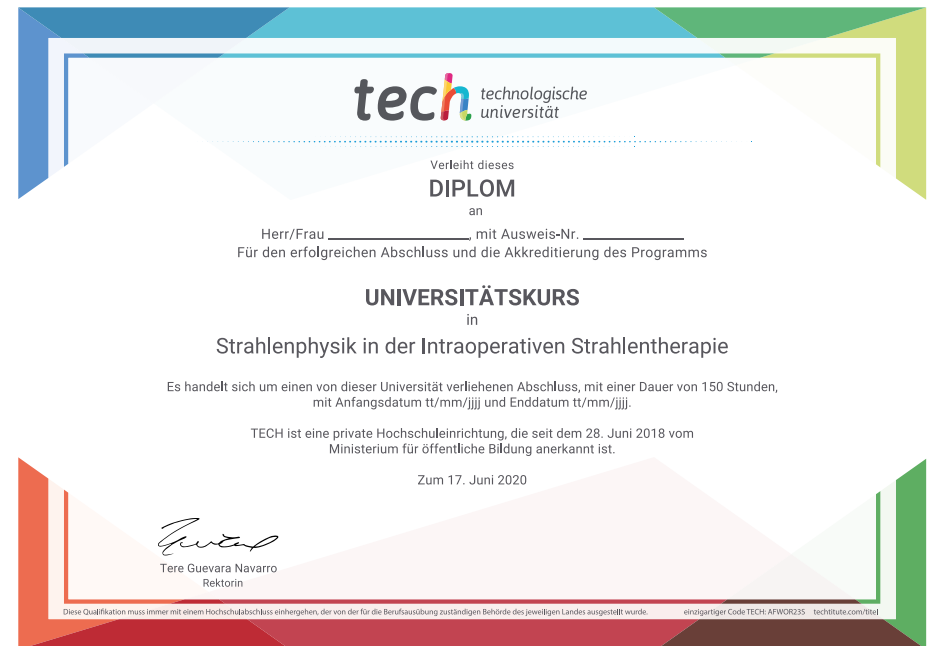 tech technologische
universität
Verleiht dieses
DIPLOM
an
Herr/Frau ____________________, mit Ausweis-Nr. ______________
Für den erfolgreichen Abschluss und die Akkreditierung des Programms
UNIVERSITÄTSKURS
in
Strahlenphysik in der Intraoperativen Strahlentherapie
Es handelt sich um einen von dieser Universität verliehenen Abschluss, mit einer Dauer von 150 Stunden,
mit Anfangsdatum tt/mm/jjjj und Enddatum tt/mm/jjjj.
TECH ist eine private Hochschuleinrichtung, die seit dem 28. Juni 2018 vom
Ministerium für öffentliche Bildung anerkannt ist.
Zum 17. Juni 2020
Tere Guevara Navarro
Rektorin
Diese Qualifikation muss immer mit einem Hochschulabschluss einhergehen, der von der für die Berufsausübung zuständigen Behörde des jeweiligen Landes ausgestellt wurde. einzigartiger Code TECH: AFWOR235 techtitute.com/titel